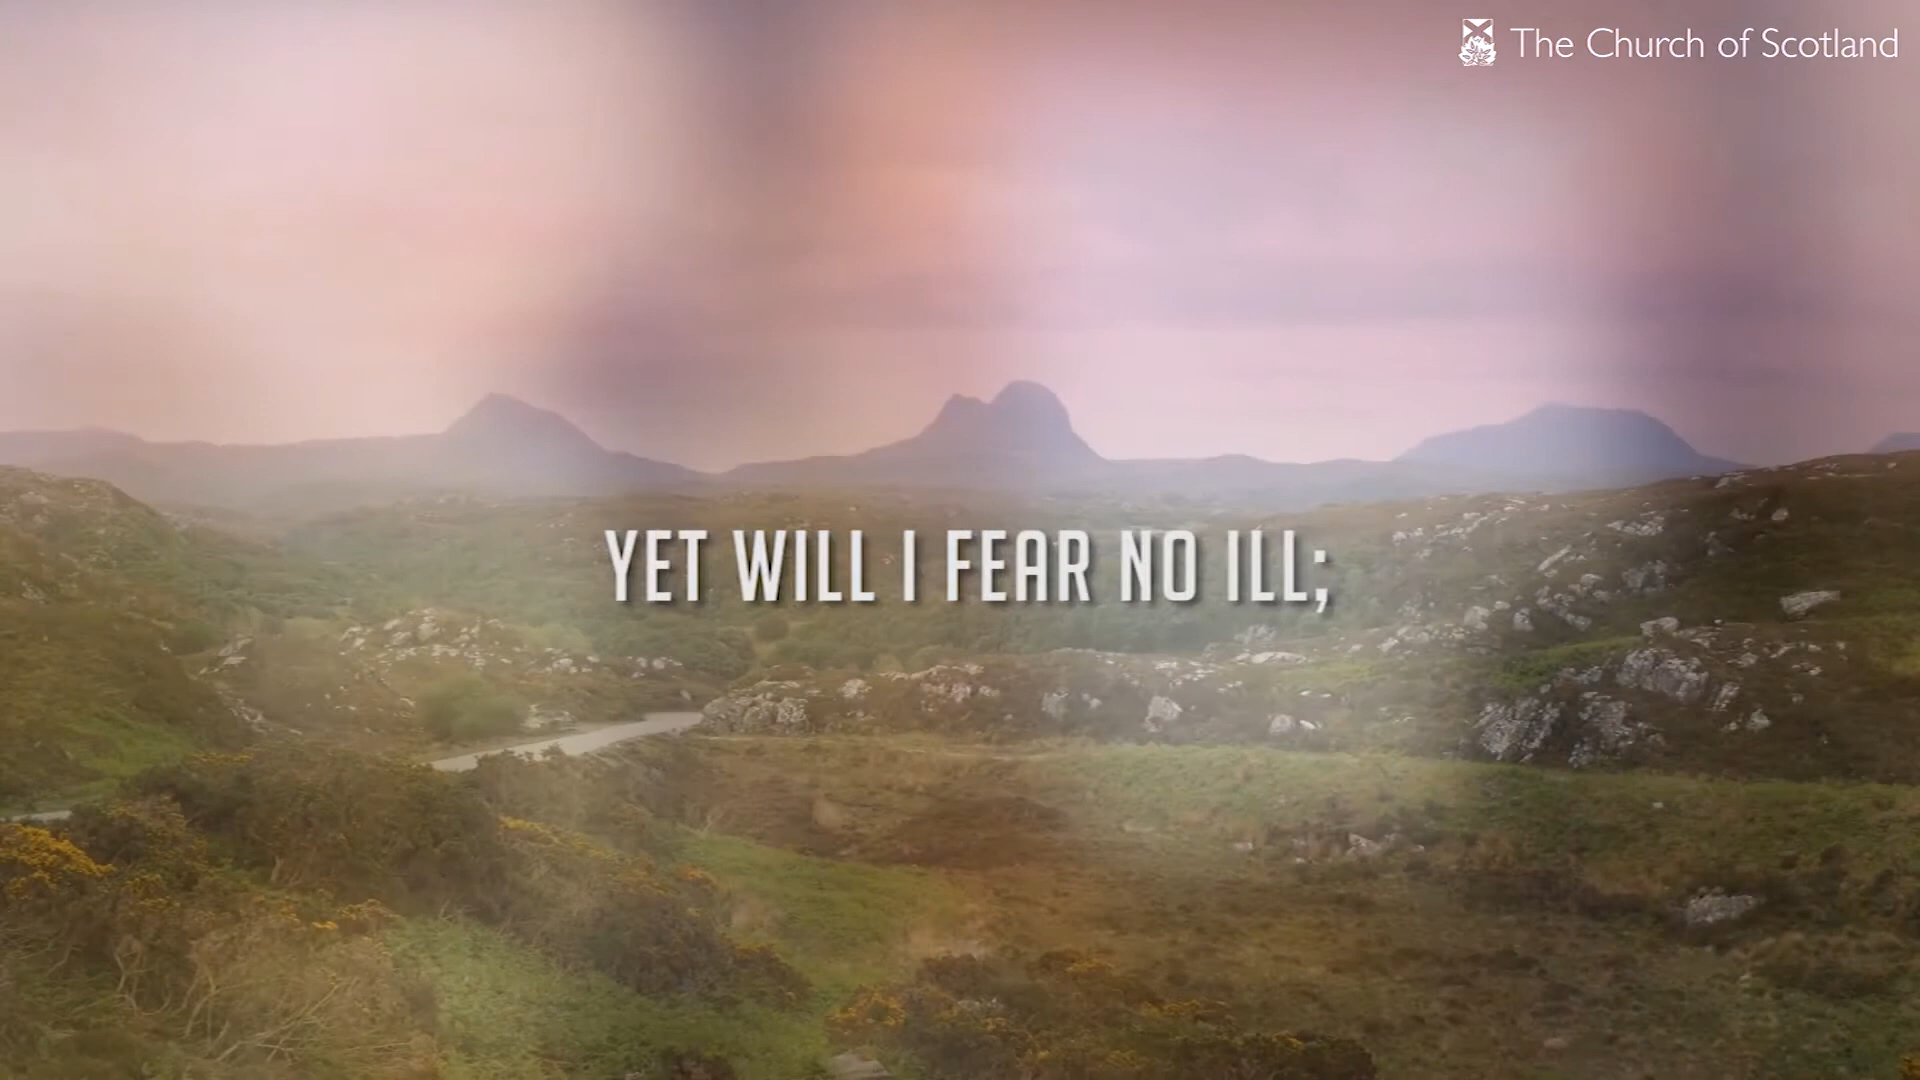 The Church of Scotland
YET WILL I FEAR NO ILL;